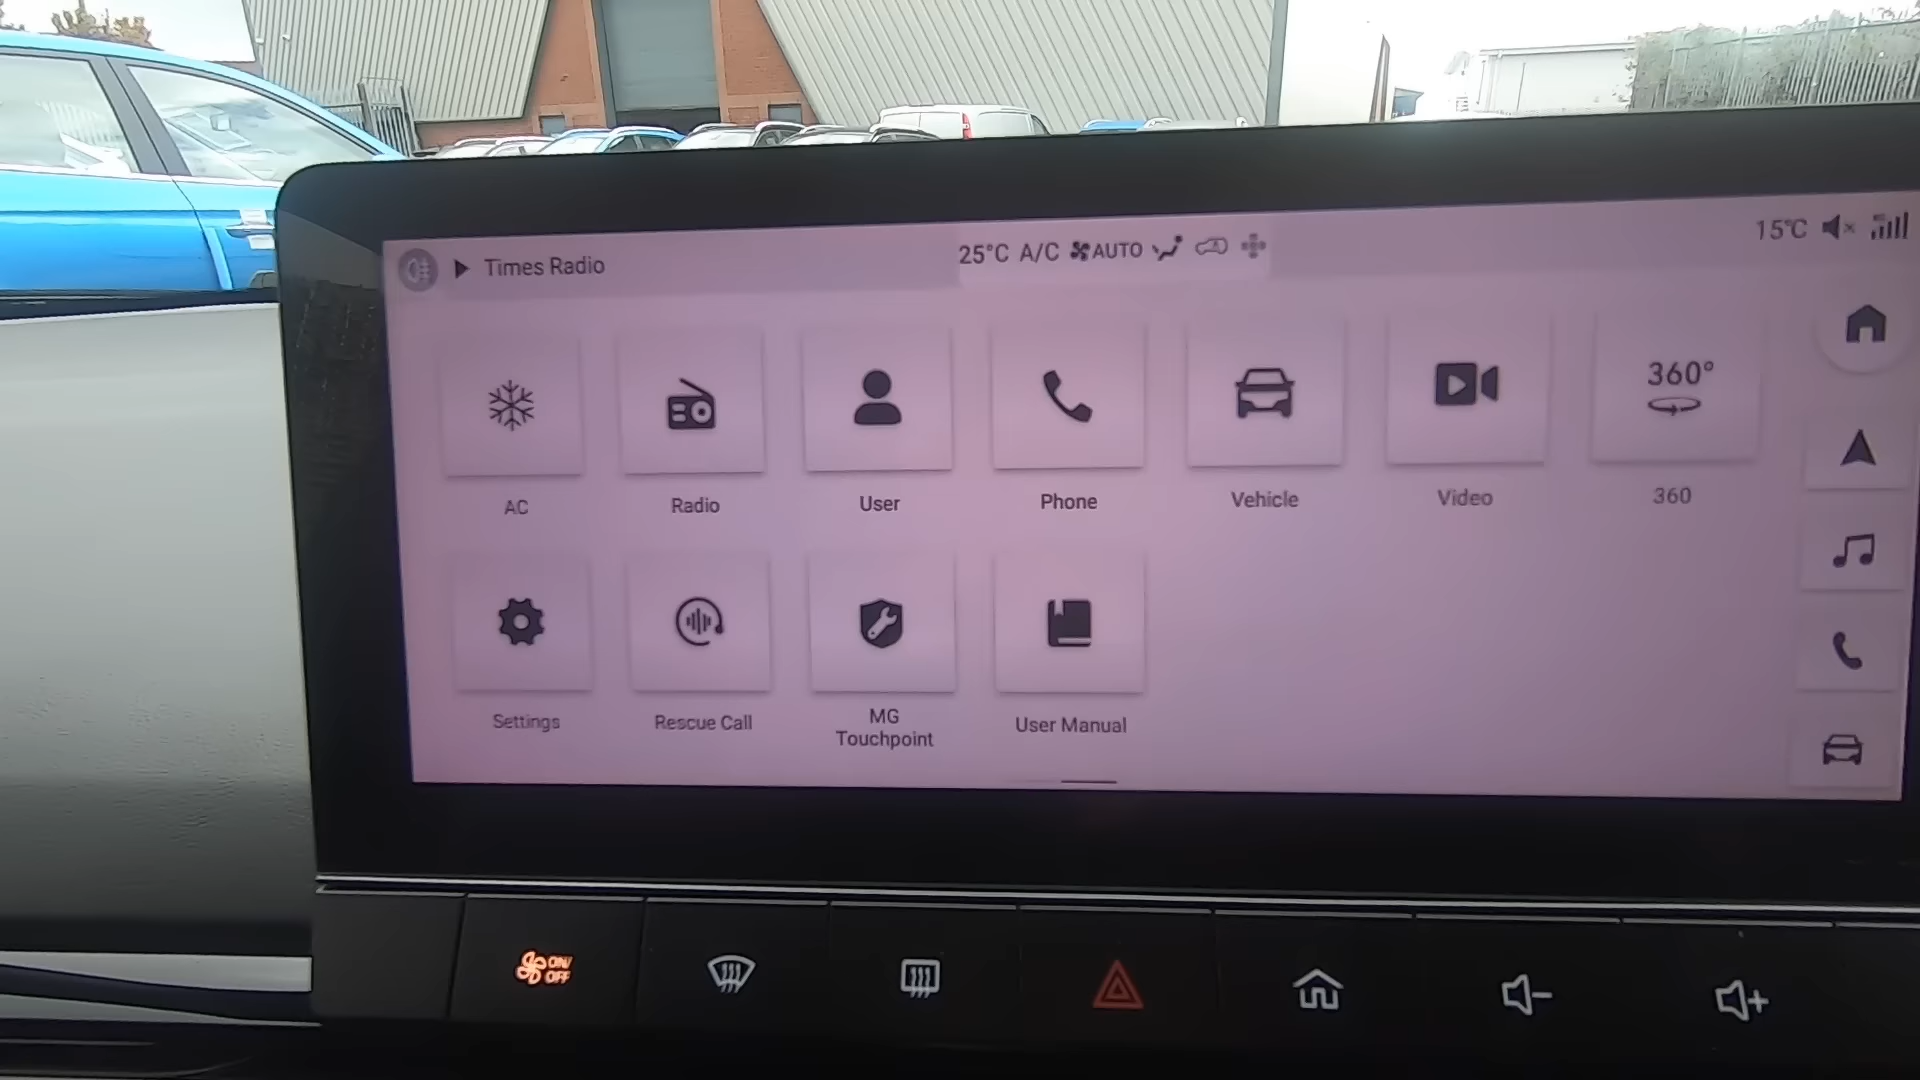 Times Radio
25°C A/C AUTO
15°C
360°
AC
Radio
User
Phone
Vehicle
Video
360
Settings
Rescue Call
MG
Touchpoint
User Manual
ON/
OFF